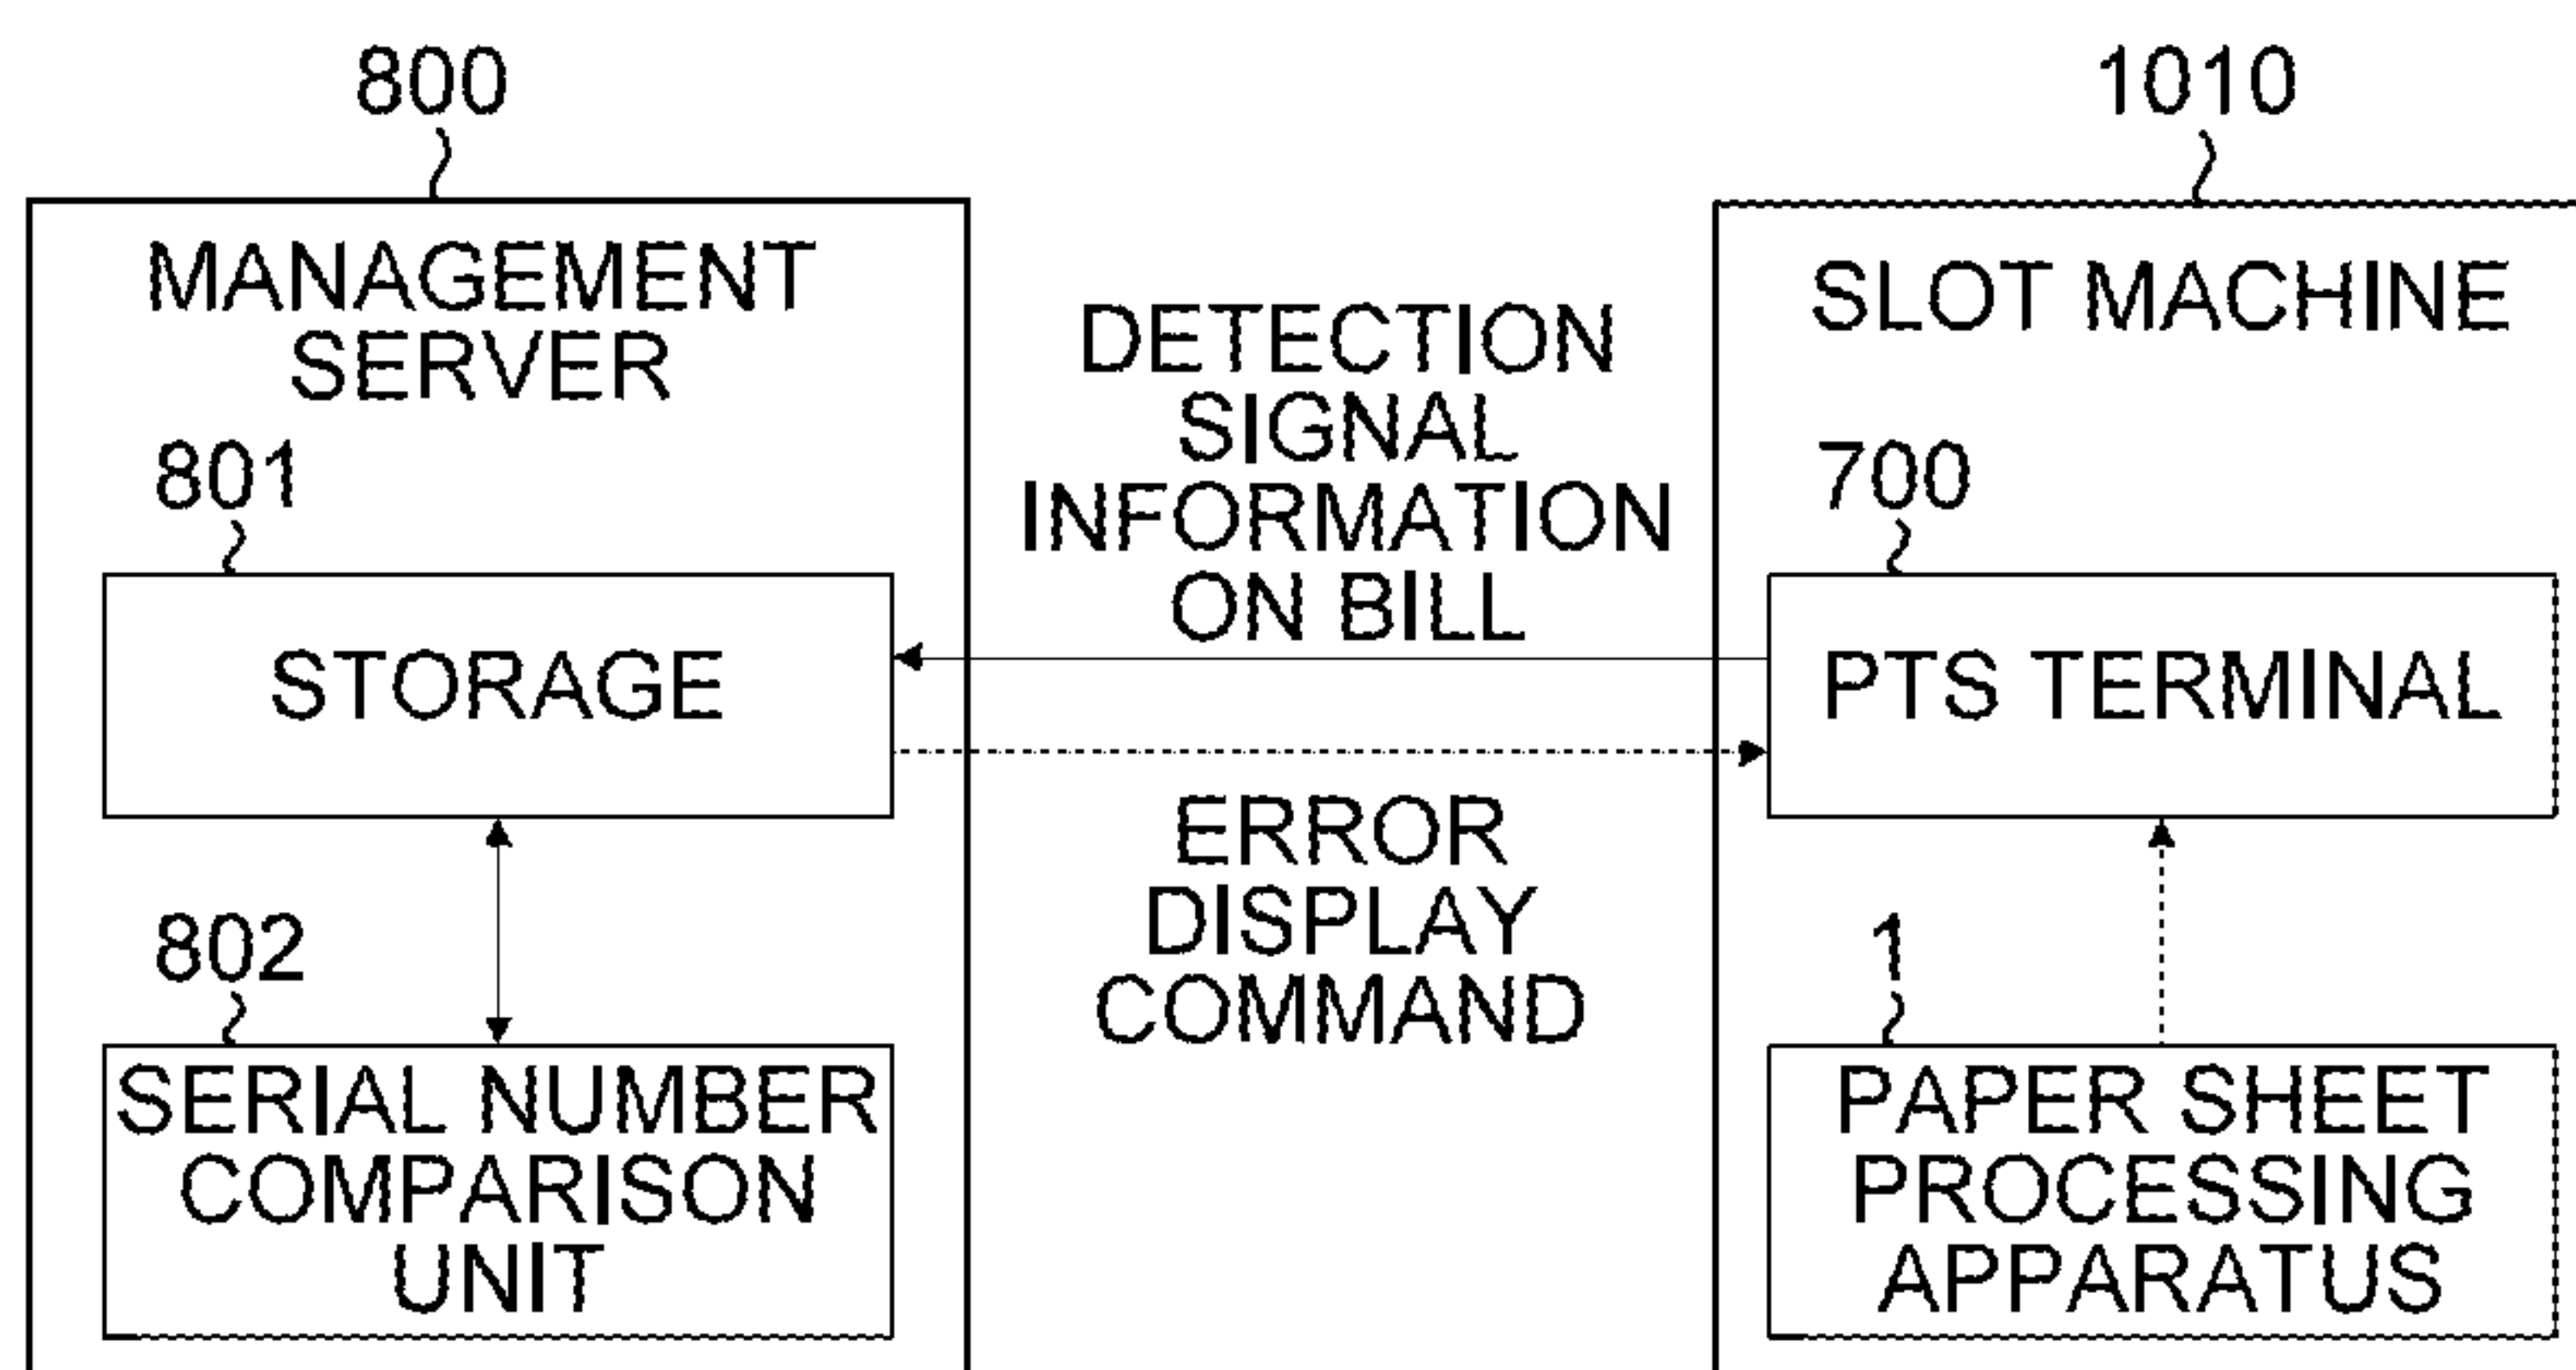 800
MANAGEMENT
SERVER
801
STORAGE
802
SERIAL NUMBER
COMPARISON
UNIT
DETECTION
SIGNAL
INFORMATION
ON BILL
ERROR
DISPLAY
COMMAND
1010
SLOT MACHINE
700
PTS TERMINAL
1
PAPER SHEET
PROCESSING
APPARATUS